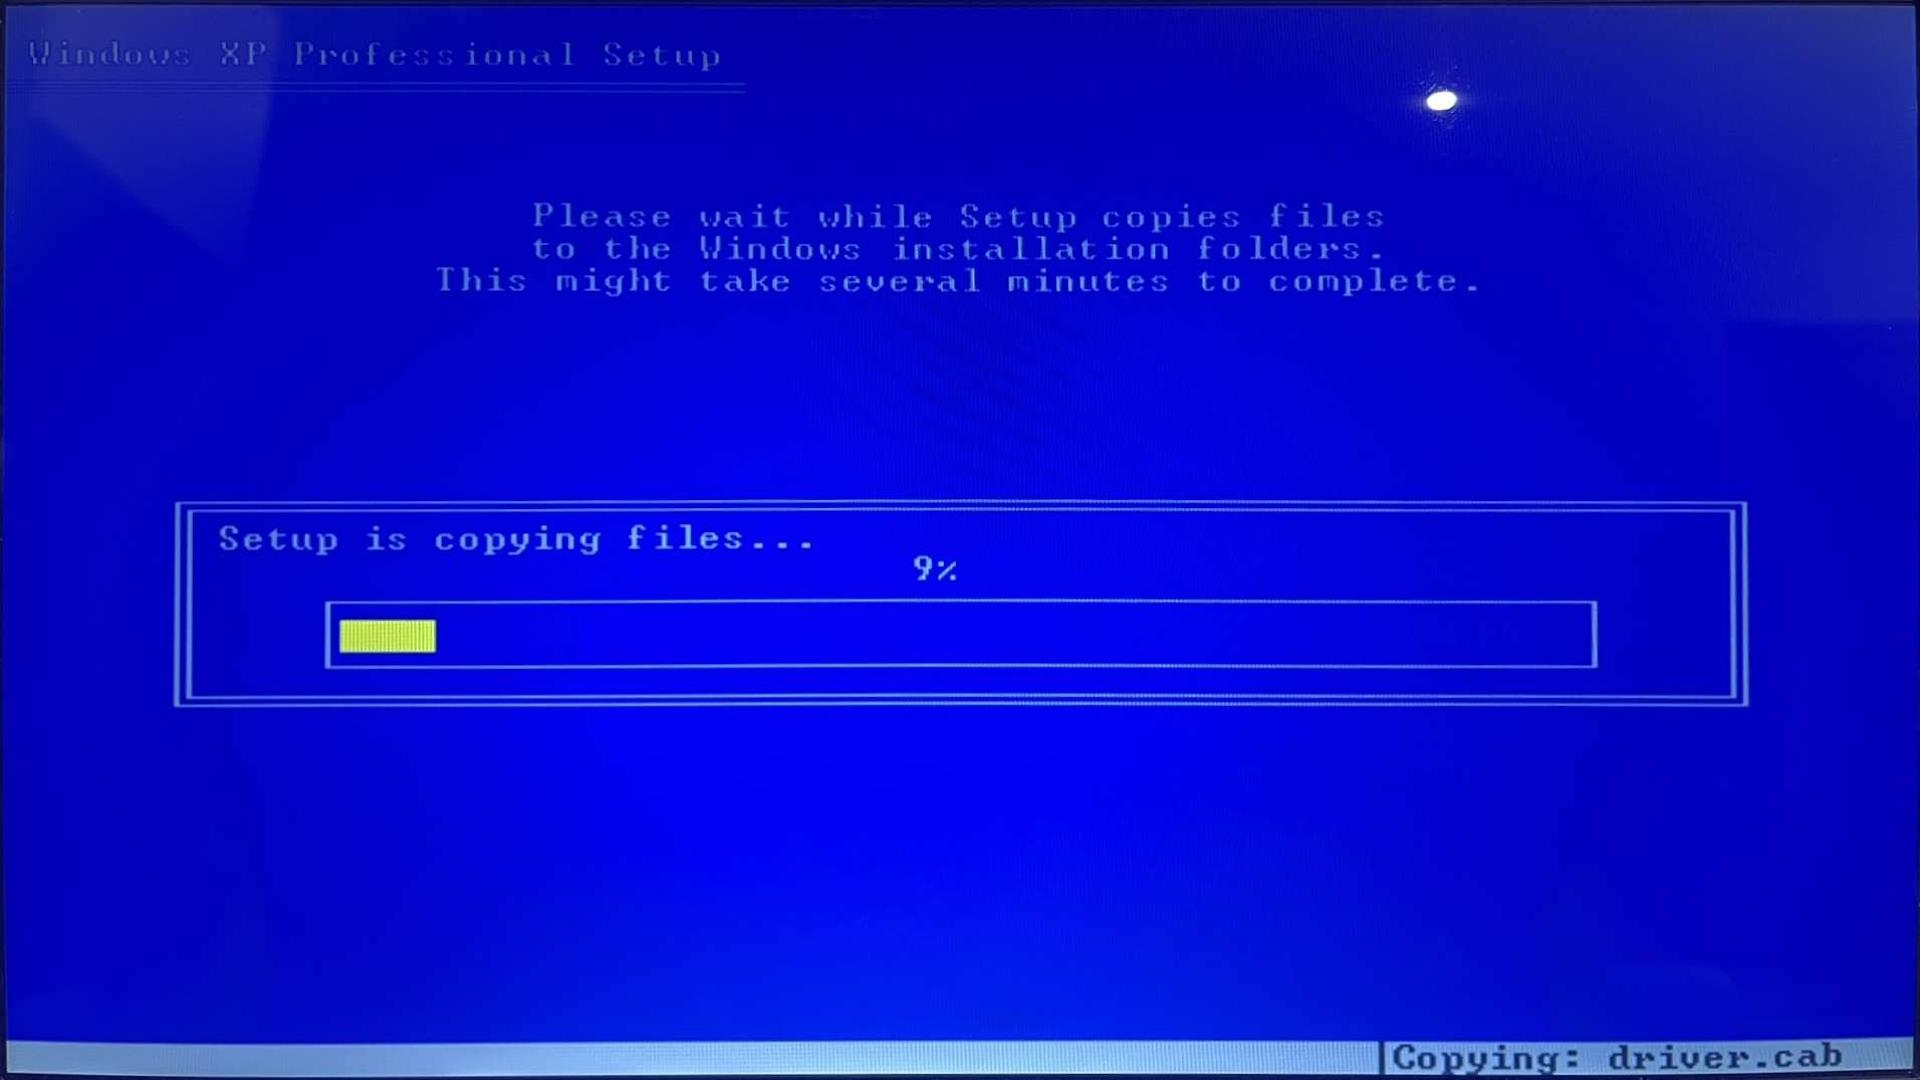 Windows XP Professional Setup
Please wait while Setup copies files
to the Windows installation folders.
This might take several minutes to complete.
Setup is copying files...
9%
Copying: driver.cab